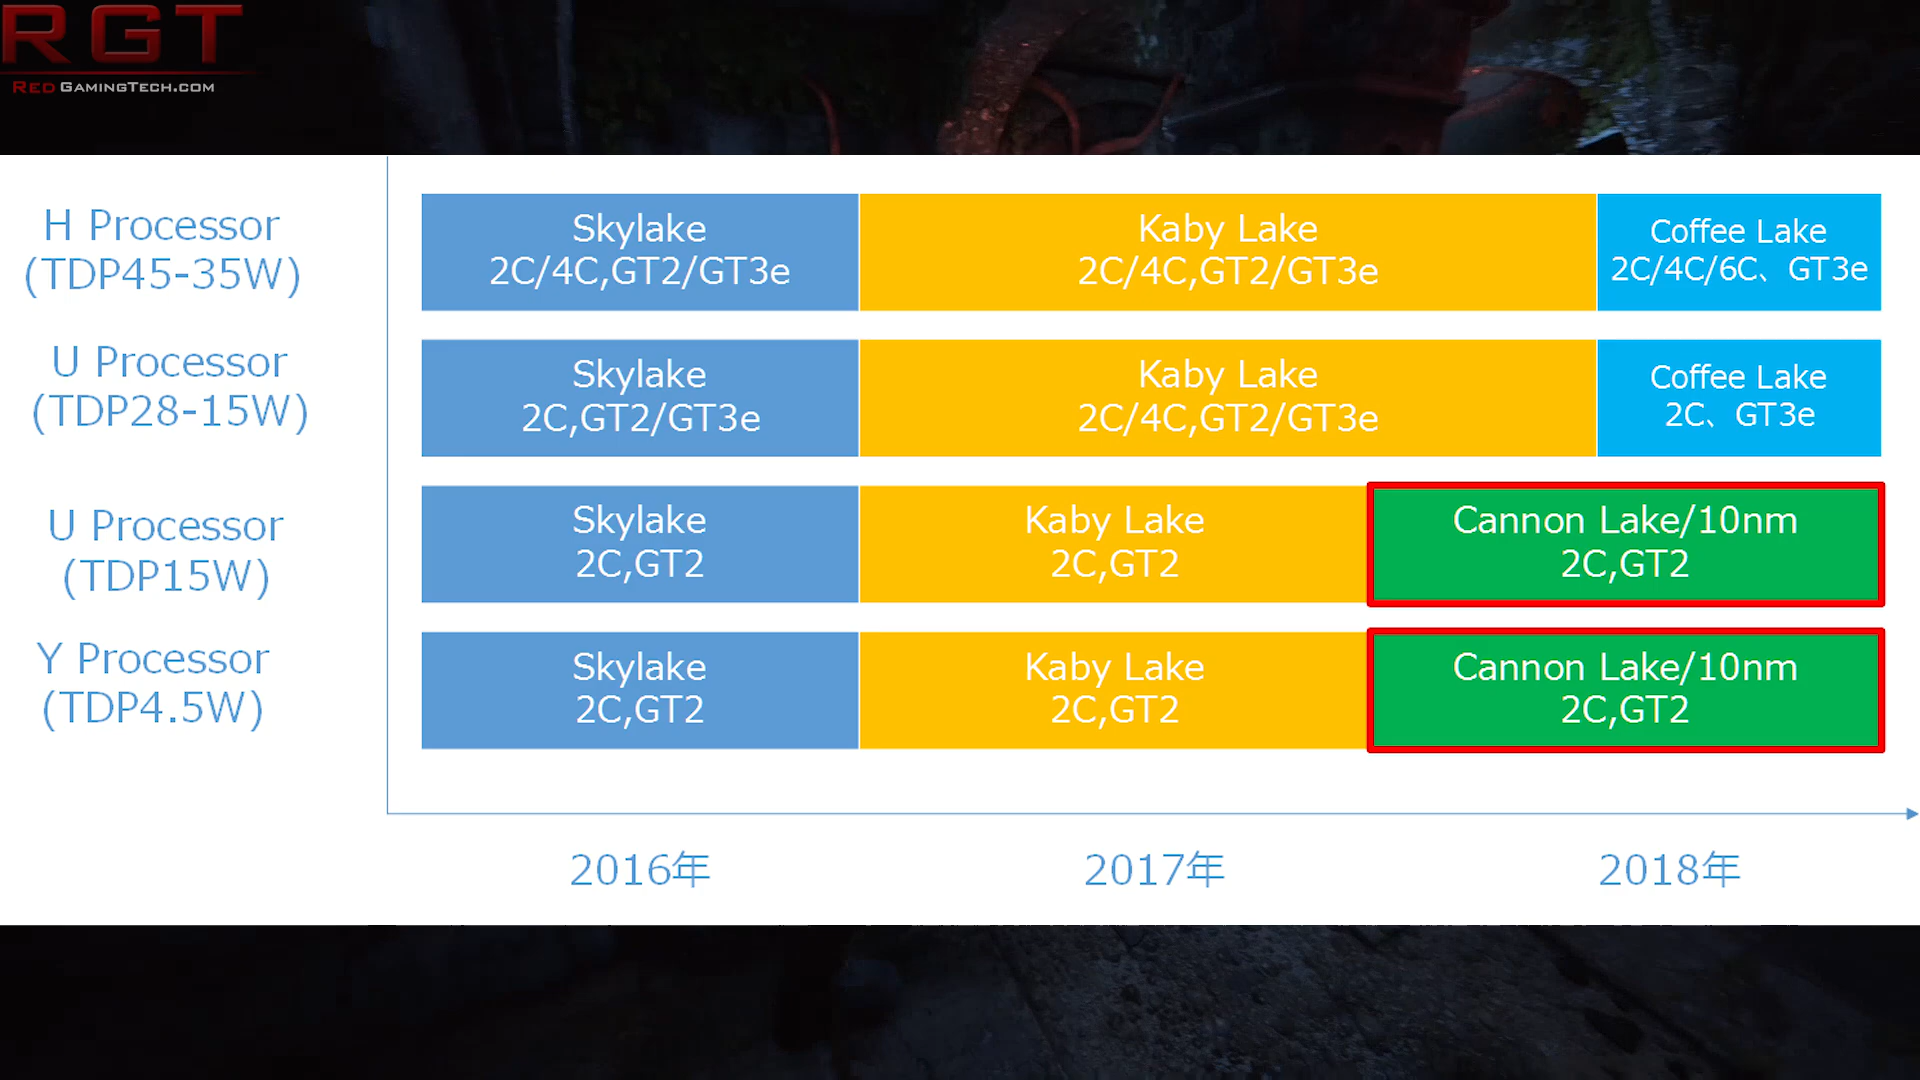 RGT
RedGamingTech.com
H Processor
(TDP45-35W)
Skylake
2C/4C,GT2/GT3e
Kaby Lake
2C/4C,GT2/GT3e
Coffee Lake
2C/4C/6C、GT3e
U Processor
(TDP28-15W)
Skylake
2C,GT2/GT3e
Kaby Lake
2C/4C,GT2/GT3e
Coffee Lake
2C、GT3e
U Processor
(TDP15W)
Skylake
2C,GT2
Kaby Lake
2C,GT2
Cannon Lake/10nm
2C,GT2
Y Processor
(TDP4.5W)
Skylake
2C,GT2
Kaby Lake
2C,GT2
Cannon Lake/10nm
2C,GT2
2016年
2017年
2018年